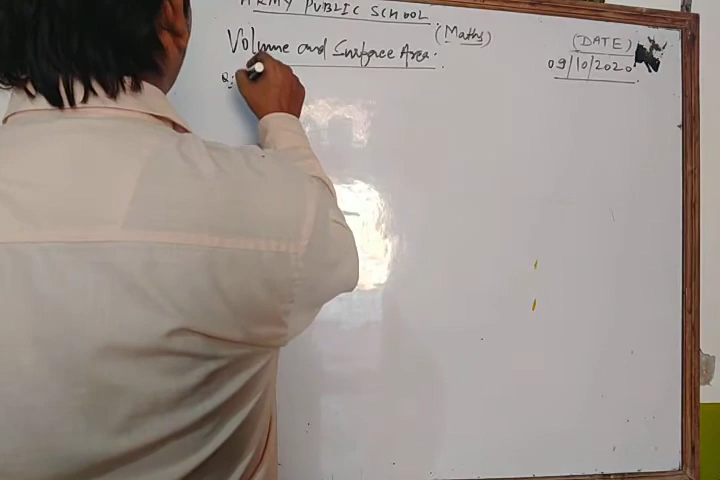 ARMY PUBLIC SCHOOL
(Maths)
Volume and Surface Area:
(DATE)
09/10/2020
Q: